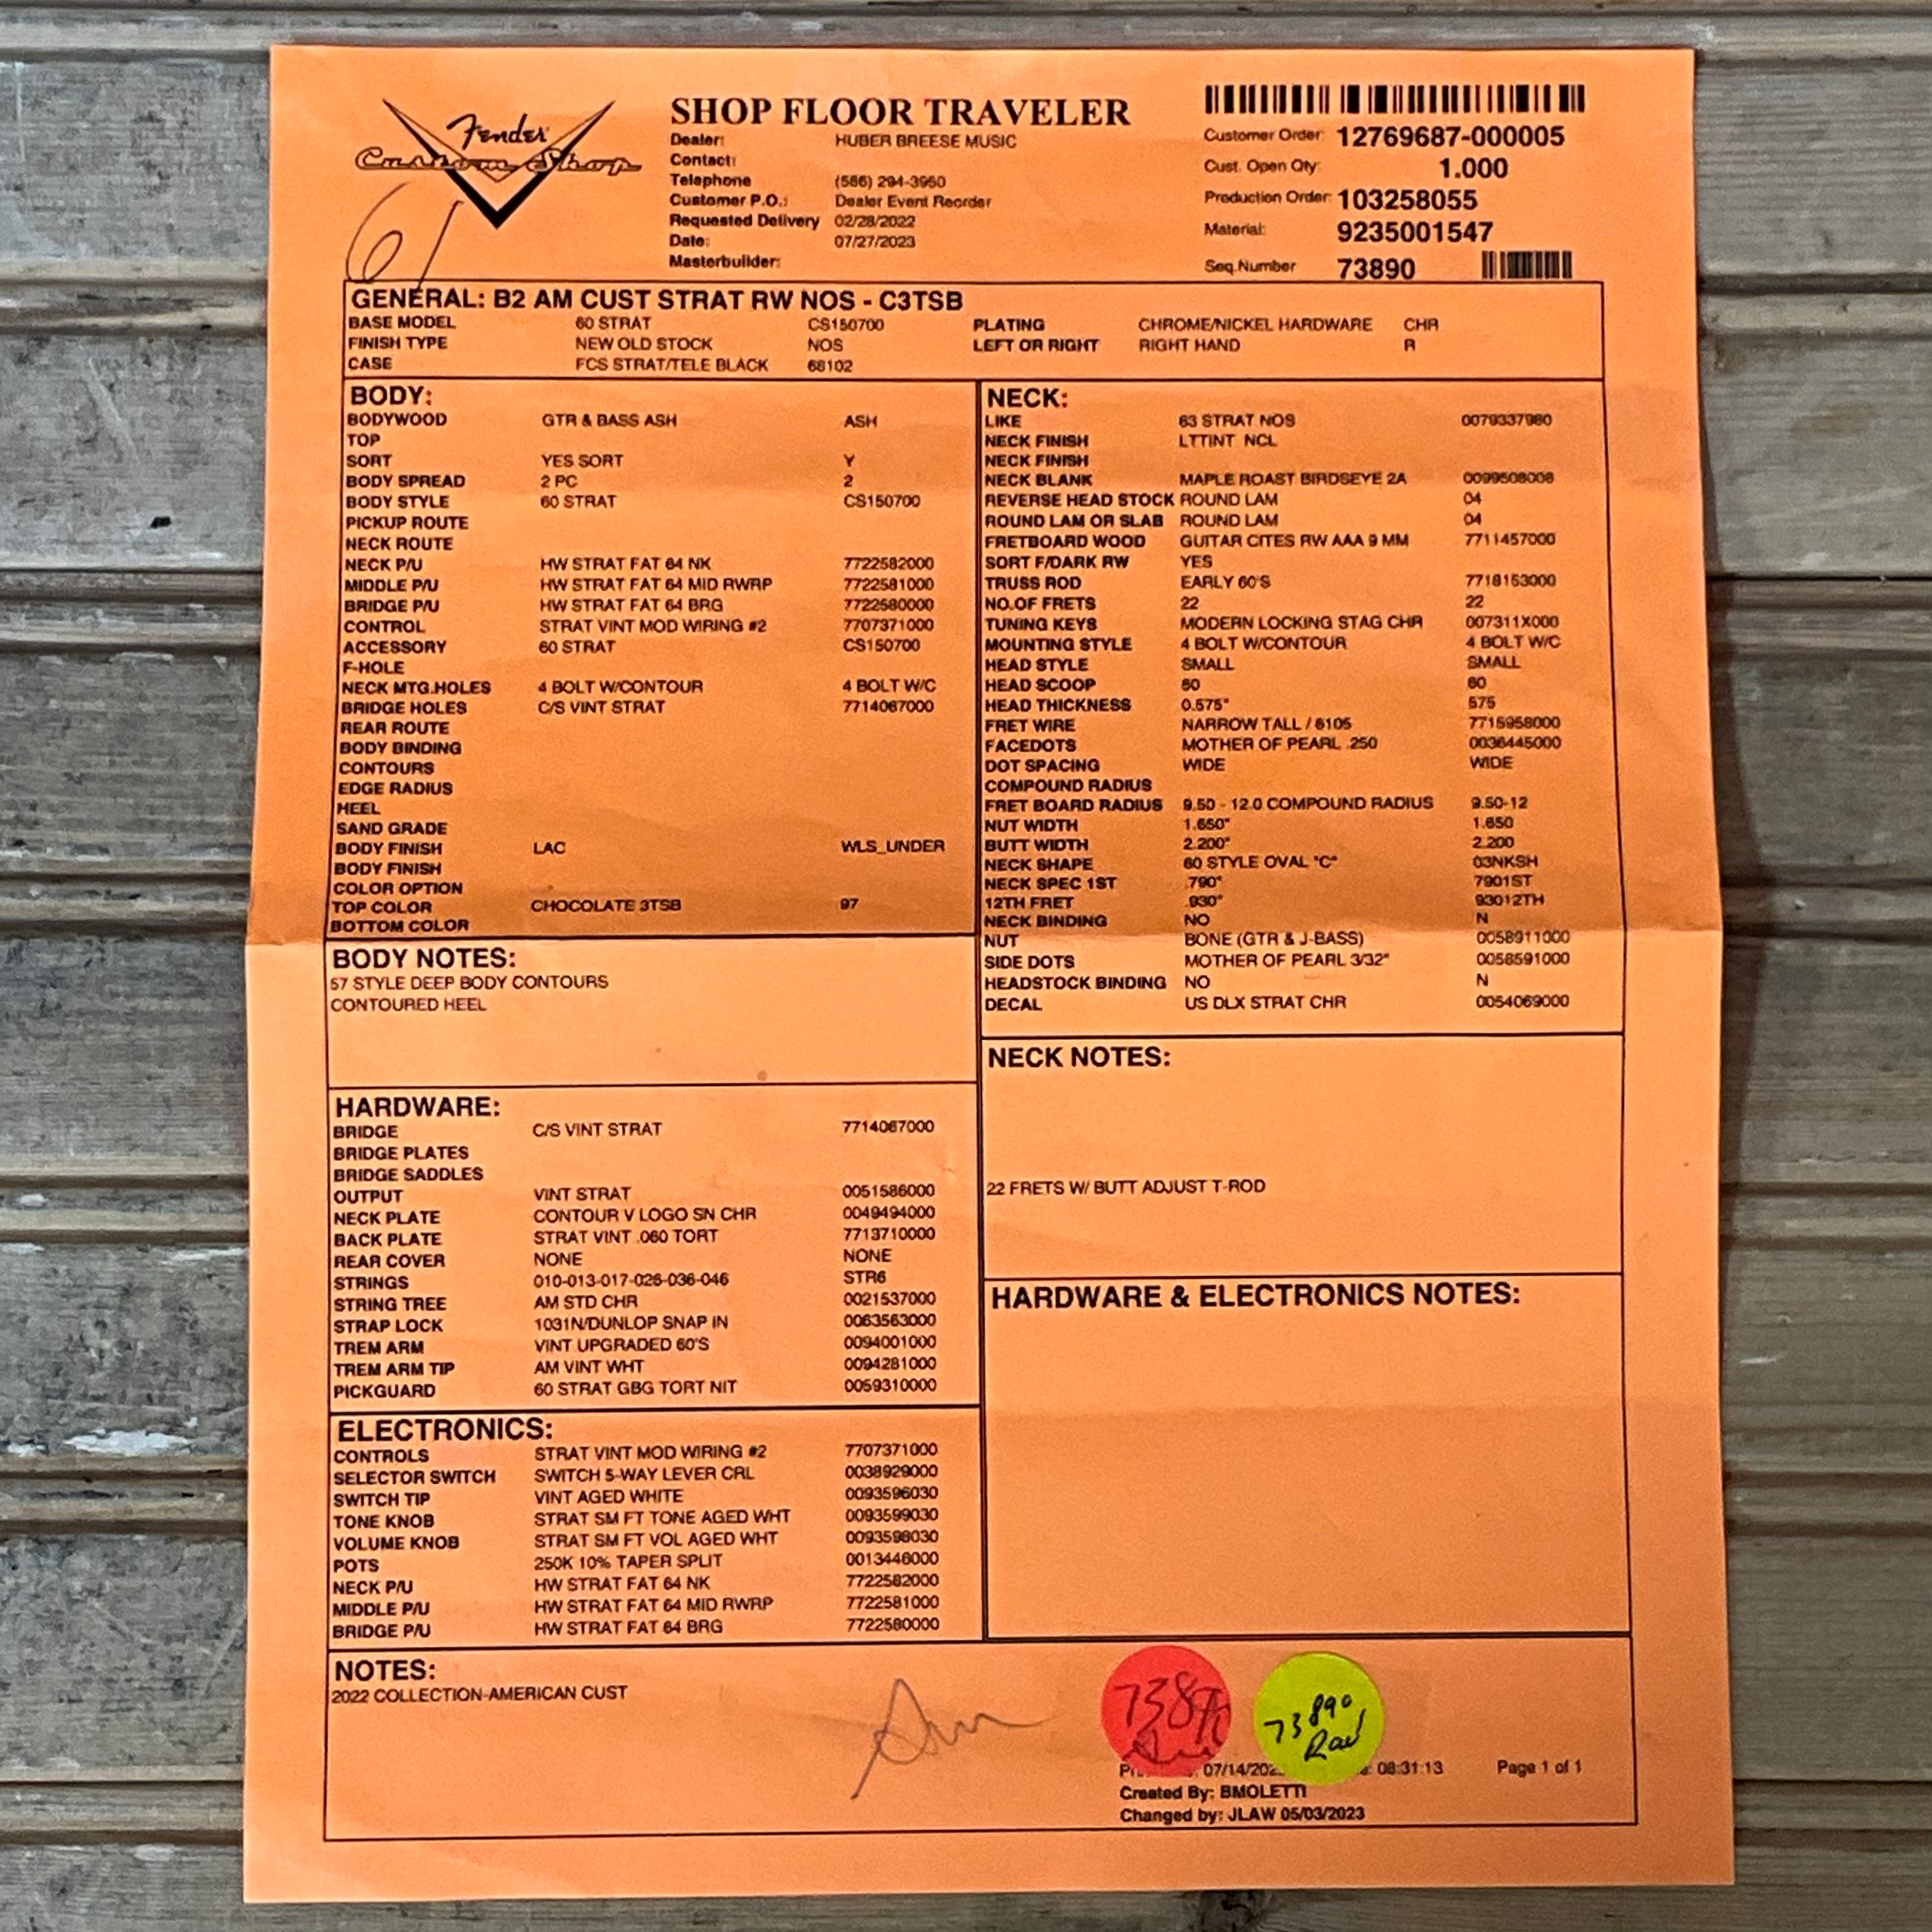 Fender
Custom Shop
61
SHOP FLOOR TRAVELER
Dealer: HUBER BREESE MUSIC
Contact:
Telephone (586) 294-3950
Customer P.O.: Dealer Event Reorder
Requested Delivery 02/28/2022
Date: 07/27/2023
Masterbuilder:
Customer Order: 12769687-000005
Cust. Open Qty: 1.000
Production Order: 103258055
Material: 9235001547
Seq.Number 73890
GENERAL: B2 AM CUST STRAT RW NOS - C3TSB
BASE MODEL 60 STRAT CS150700 PLATING CHROME/NICKEL HARDWARE CHR
FINISH TYPE NEW OLD STOCK NOS LEFT OR RIGHT RIGHT HAND R
CASE FCS STRAT/TELE BLACK 68102
BODY:
BODYWOOD GTR & BASS ASH ASH
TOP
SORT YES SORT Y
BODY SPREAD 2 PC 2
BODY STYLE 60 STRAT CS150700
PICKUP ROUTE
NECK ROUTE
NECK P/U HW STRAT FAT 64 NK 7722582000
MIDDLE P/U HW STRAT FAT 64 MID RWRP 7722581000
BRIDGE P/U HW STRAT FAT 64 BRG 7722580000
CONTROL STRAT VINT MOD WIRING #2 7707371000
ACCESSORY 60 STRAT CS150700
F-HOLE
NECK MTG.HOLES 4 BOLT W/CONTOUR 4 BOLT W/C
BRIDGE HOLES C/S VINT STRAT 7714067000
REAR ROUTE
BODY BINDING
CONTOURS
EDGE RADIUS
HEEL
SAND GRADE
BODY FINISH LAC WLS_UNDER
BODY FINISH
COLOR OPTION
TOP COLOR CHOCOLATE 3TSB 97
BOTTOM COLOR
BODY NOTES:
57 STYLE DEEP BODY CONTOURS
CONTOURED HEEL
HARDWARE:
BRIDGE C/S VINT STRAT 7714067000
BRIDGE PLATES
BRIDGE SADDLES
OUTPUT VINT STRAT 0051586000
NECK PLATE CONTOUR V LOGO SN CHR 0049494000
BACK PLATE STRAT VINT .060 TORT 7713710000
REAR COVER NONE NONE
STRINGS 010-013-017-026-036-046 STR6
STRING TREE AM STD CHR 0021537000
STRAP LOCK 1031N/DUNLOP SNAP IN 0063563000
TREM ARM VINT UPGRADED 60'S 0094001000
TREM ARM TIP AM VINT WHT 0094281000
PICKGUARD 60 STRAT GBG TORT NIT 0059310000
ELECTRONICS:
CONTROLS STRAT VINT MOD WIRING #2 7707371000
SELECTOR SWITCH SWITCH 5-WAY LEVER CRL 0038929000
SWITCH TIP VINT AGED WHITE 0093596030
TONE KNOB STRAT SM FT TONE AGED WHT 0093599030
VOLUME KNOB STRAT SM FT VOL AGED WHT 0093598030
POTS 250K 10% TAPER SPLIT 0013446000
NECK P/U HW STRAT FAT 64 NK 7722582000
MIDDLE P/U HW STRAT FAT 64 MID RWRP 7722581000
BRIDGE P/U HW STRAT FAT 64 BRG 7722580000
NECK:
LIKE 63 STRAT NOS 0079337980
NECK FINISH LTTINT NCL
NECK FINISH
NECK BLANK MAPLE ROAST BIRDSEYE 2A 0099508008
REVERSE HEAD STOCK ROUND LAM 04
ROUND LAM OR SLAB ROUND LAM 04
FRETBOARD WOOD GUITAR CITES RW AAA 9 MM 7711457000
SORT F/DARK RW YES
TRUSS ROD EARLY 60'S 7718153000
NO.OF FRETS 22 22
TUNING KEYS MODERN LOCKING STAG CHR 007311X000
MOUNTING STYLE 4 BOLT W/CONTOUR 4 BOLT W/C
HEAD STYLE SMALL SMALL
HEAD SCOOP 60 60
HEAD THICKNESS 0.575" 575
FRET WIRE NARROW TALL / 6105 7715958000
FACEDOTS MOTHER OF PEARL .250 0036445000
DOT SPACING WIDE WIDE
COMPOUND RADIUS
FRET BOARD RADIUS 9.50 - 12.0 COMPOUND RADIUS 9.50-12
NUT WIDTH 1.650" 1.650
BUTT WIDTH 2.200" 2.200
NECK SHAPE 60 STYLE OVAL "C" 03NKSH
NECK SPEC 1ST .790" 7901ST
12TH FRET .930" 93012TH
NECK BINDING NO N
NUT BONE (GTR & J-BASS) 0058911000
SIDE DOTS MOTHER OF PEARL 3/32" 0058591000
HEADSTOCK BINDING NO N
DECAL US DLX STRAT CHR 0054069000
NECK NOTES:
22 FRETS W/ BUTT ADJUST T-ROD
HARDWARE & ELECTRONICS NOTES:
NOTES:
2022 COLLECTION-AMERICAN CUST
73890
Rad
07/14/202 08:31:13 Page 1 of 1
Created By: BMOLETTI
Changed by: JLAW 05/03/2023